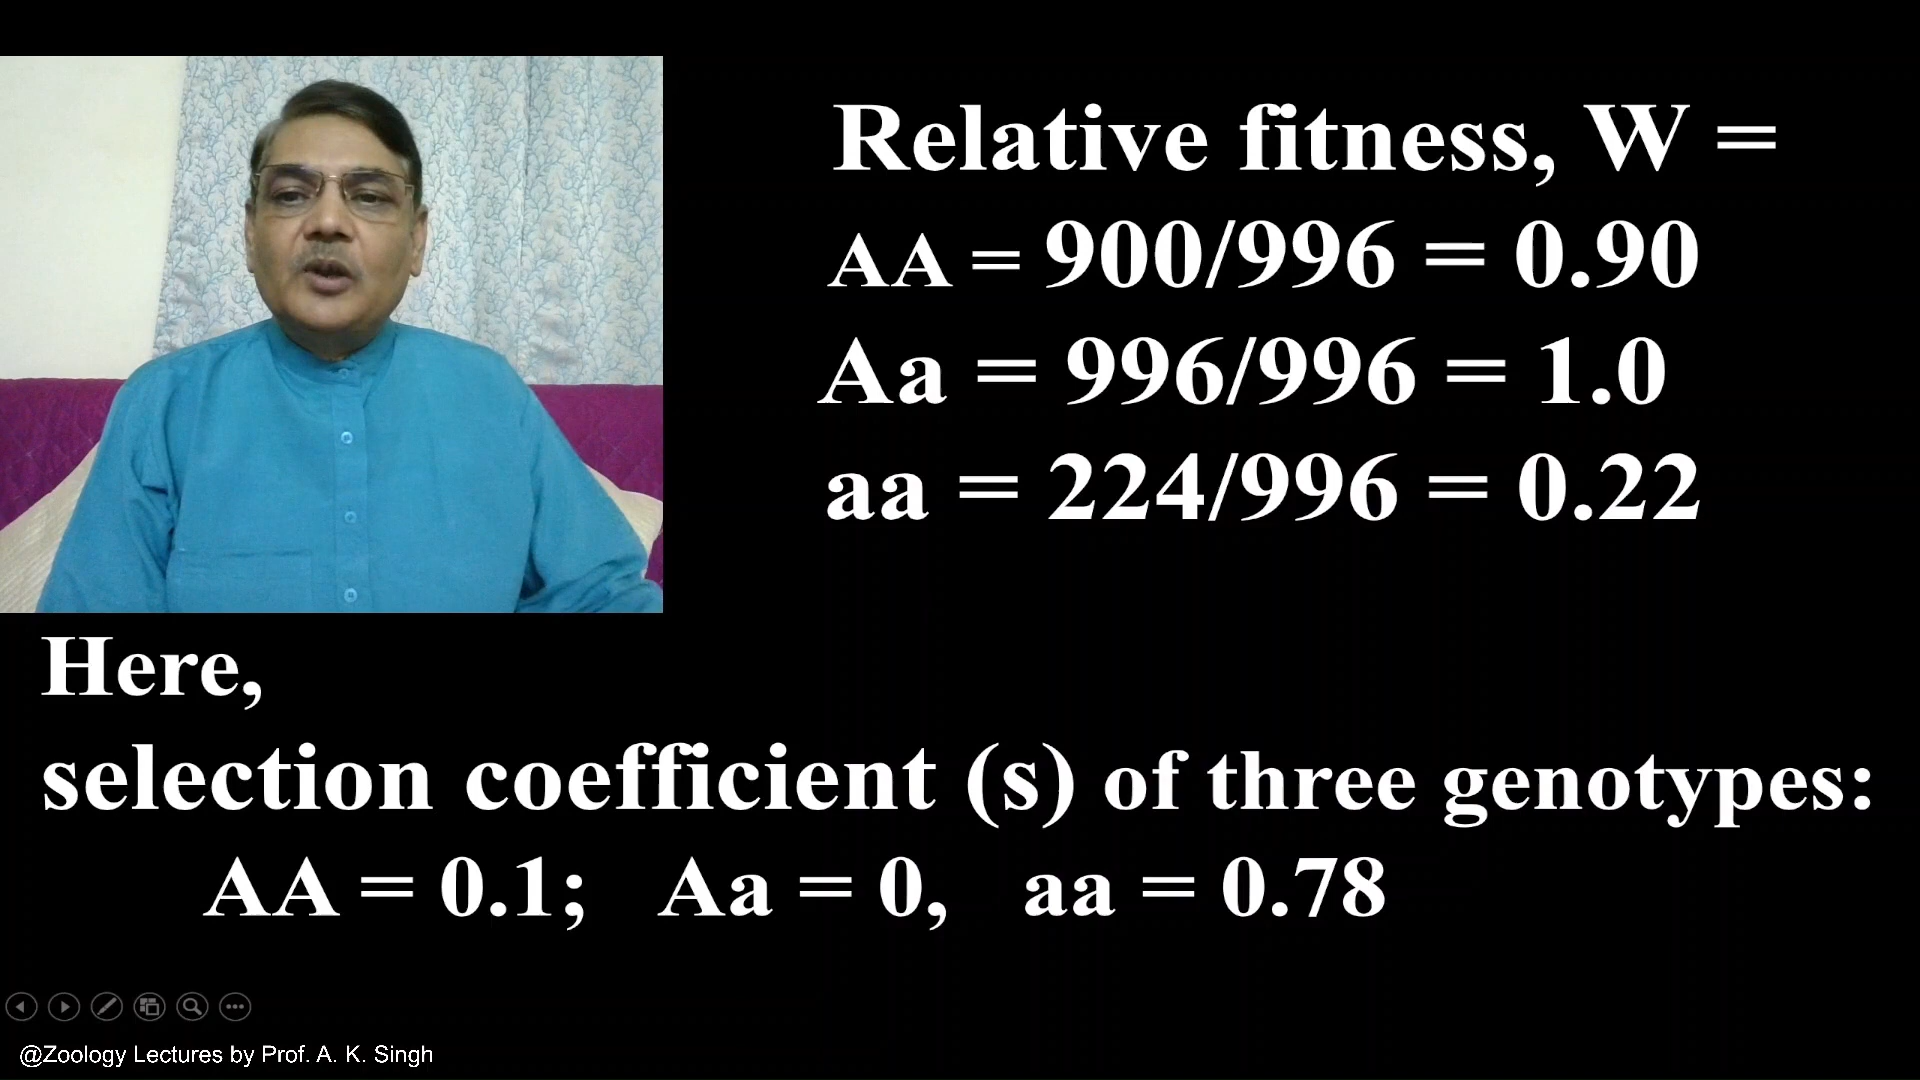 Relative fitness, W =
AA = 900/996 = 0.90
Aa = 996/996 = 1.0
aa = 224/996 = 0.22
Here,
selection coefficient (s) of three genotypes:
AA = 0.1; Aa = 0, aa = 0.78
@Zoology Lectures by Prof. A. K. Singh